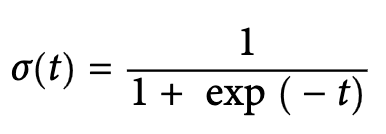 σ(t) = 1 / (1 + exp (− t))